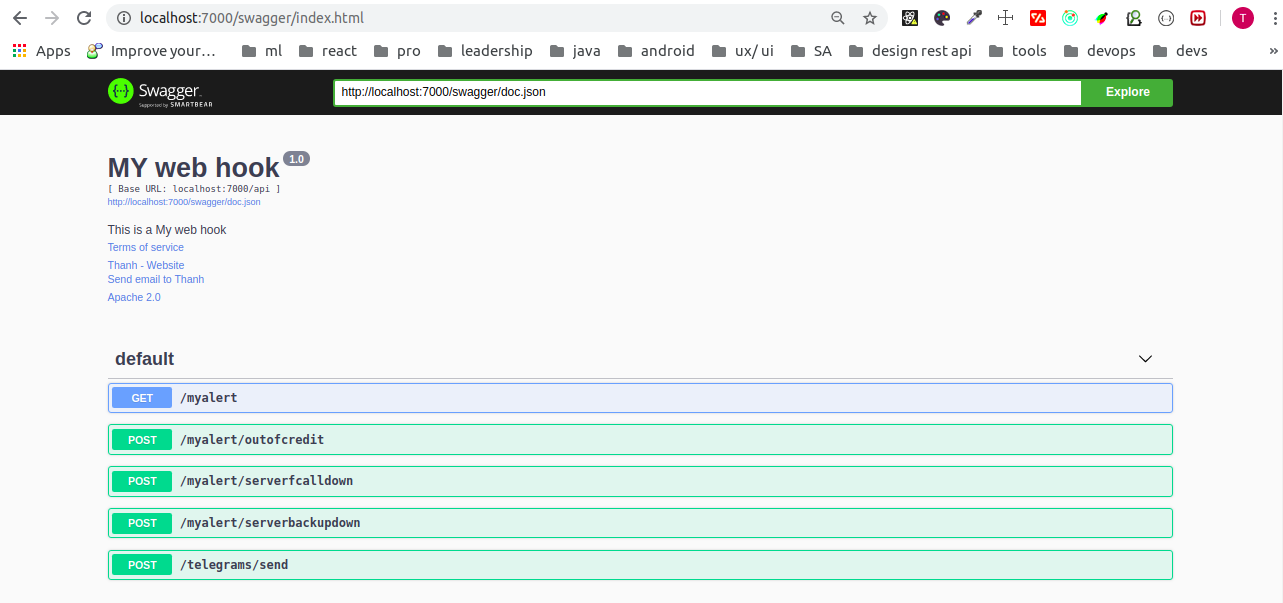 localhost:7000/swagger/index.html
T
Apps Improve your… ml react pro leadership java android ux/ ui SA design rest api tools devops devs »
{··} Swagger. http://localhost:7000/swagger/doc.json Explore
Supported by SMARTBEAR
MY web hook 1.0
[ Base URL: localhost:7000/api ]
http://localhost:7000/swagger/doc.json
This is a My web hook
Terms of service
Thanh - Website
Send email to Thanh
Apache 2.0
default
GET /myalert
POST /myalert/outofcredit
POST /myalert/serverfcalldown
POST /myalert/serverbackupdown
POST /telegrams/send